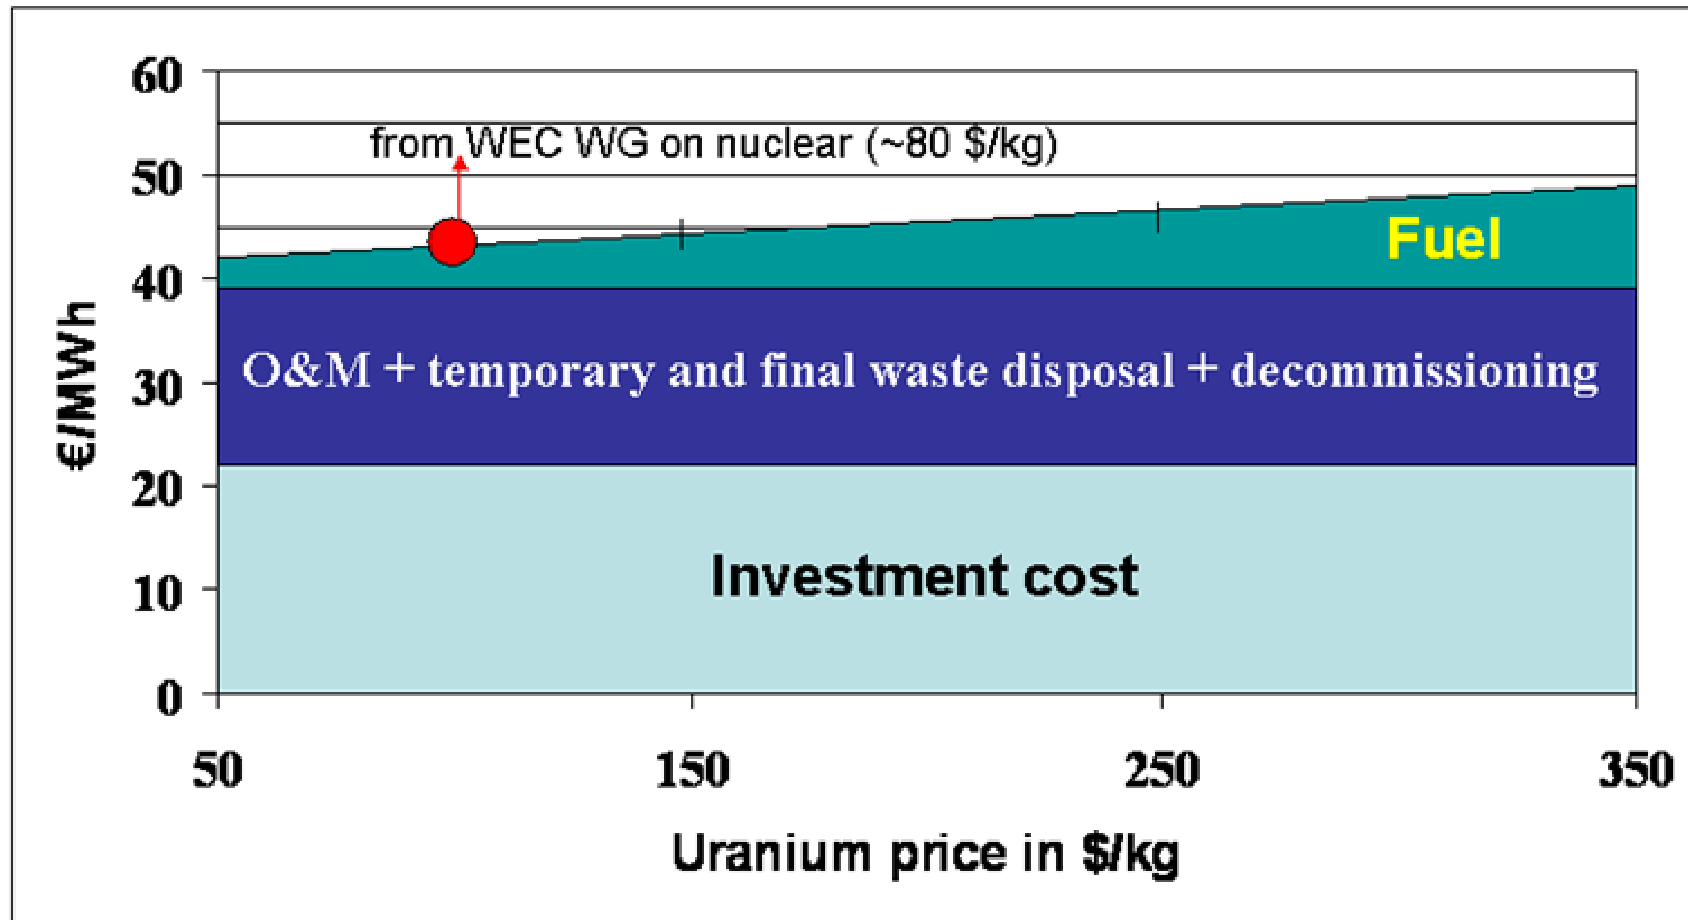 60
from WEC WG on nuclear (~80 $/kg)
50
Fuel
40
€/MWh
O&M + temporary and final waste disposal + decommissioning
30
20
Investment cost
10
0
50 150 250 350
Uranium price in $/kg